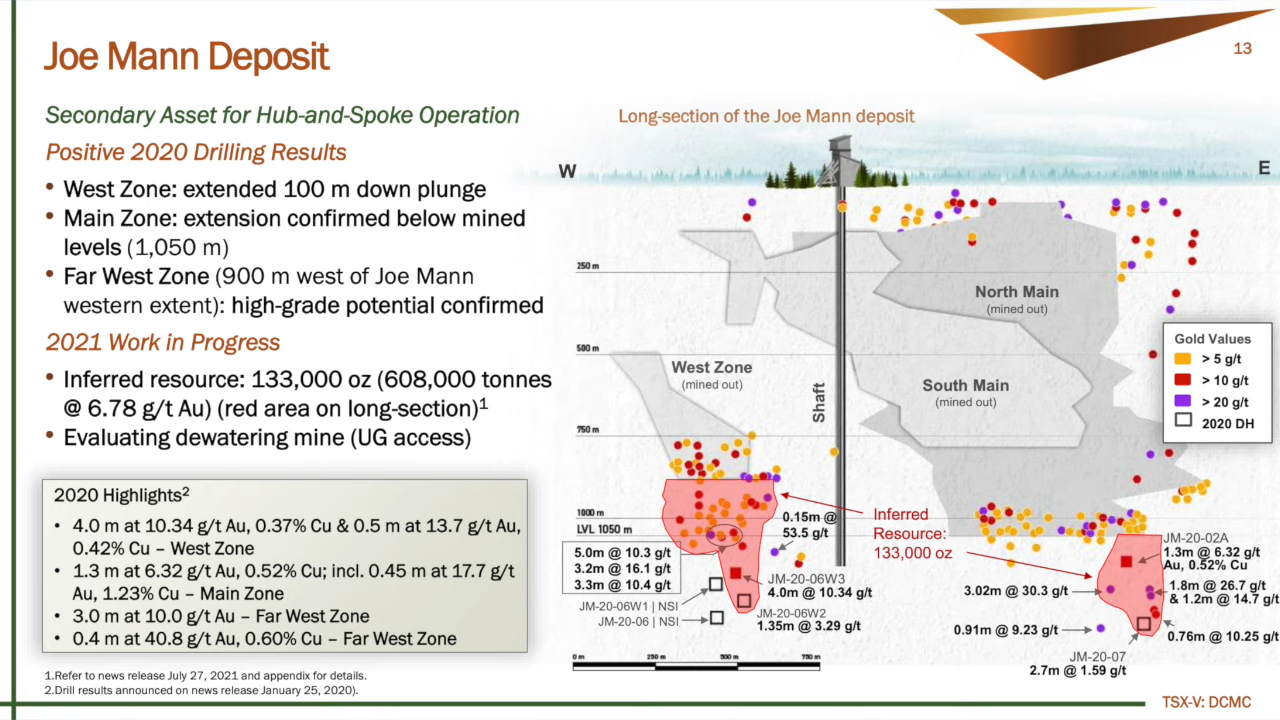 Joe Mann Deposit
13
Secondary Asset for Hub-and-Spoke Operation
Positive 2020 Drilling Results
• West Zone: extended 100 m down plunge
• Main Zone: extension confirmed below mined
levels (1,050 m)
• Far West Zone (900 m west of Joe Mann
western extent): high-grade potential confirmed
2021 Work in Progress
• Inferred resource: 133,000 oz (608,000 tonnes
@ 6.78 g/t Au) (red area on long-section)1
• Evaluating dewatering mine (UG access)
2020 Highlights2
• 4.0 m at 10.34 g/t Au, 0.37% Cu & 0.5 m at 13.7 g/t Au,
0.42% Cu – West Zone
• 1.3 m at 6.32 g/t Au, 0.52% Cu; incl. 0.45 m at 17.7 g/t
Au, 1.23% Cu – Main Zone
• 3.0 m at 10.0 g/t Au – Far West Zone
• 0.4 m at 40.8 g/t Au, 0.60% Cu – Far West Zone
1.Refer to news release July 27, 2021 and appendix for details.
2.Drill results announced on news release January 25, 2020).
Long-section of the Joe Mann deposit
W
E
250 m
500 m
750 m
1000 m
LVL 1050 m
North Main
(mined out)
West Zone
(mined out)
South Main
(mined out)
Shaft
Gold Values
> 5 g/t
> 10 g/t
> 20 g/t
2020 DH
Inferred
Resource:
133,000 oz
0.15m @
53.5 g/t
5.0m @ 10.3 g/t
3.2m @ 16.1 g/t
3.3m @ 10.4 g/t
JM-20-06W3
4.0m @ 10.34 g/t
JM-20-06W1 | NSI
JM-20-06 | NSI
JM-20-06W2
1.35m @ 3.29 g/t
JM-20-02A
1.3m @ 6.32 g/t
Au, 0.52% Cu
3.02m @ 30.3 g/t
1.8m @ 26.7 g/t
& 1.2m @ 14.7 g/t
0.91m @ 9.23 g/t
0.76m @ 10.25 g/t
JM-20-07
2.7m @ 1.59 g/t
0 m
250 m
500 m
750 m
TSX-V: DCMC